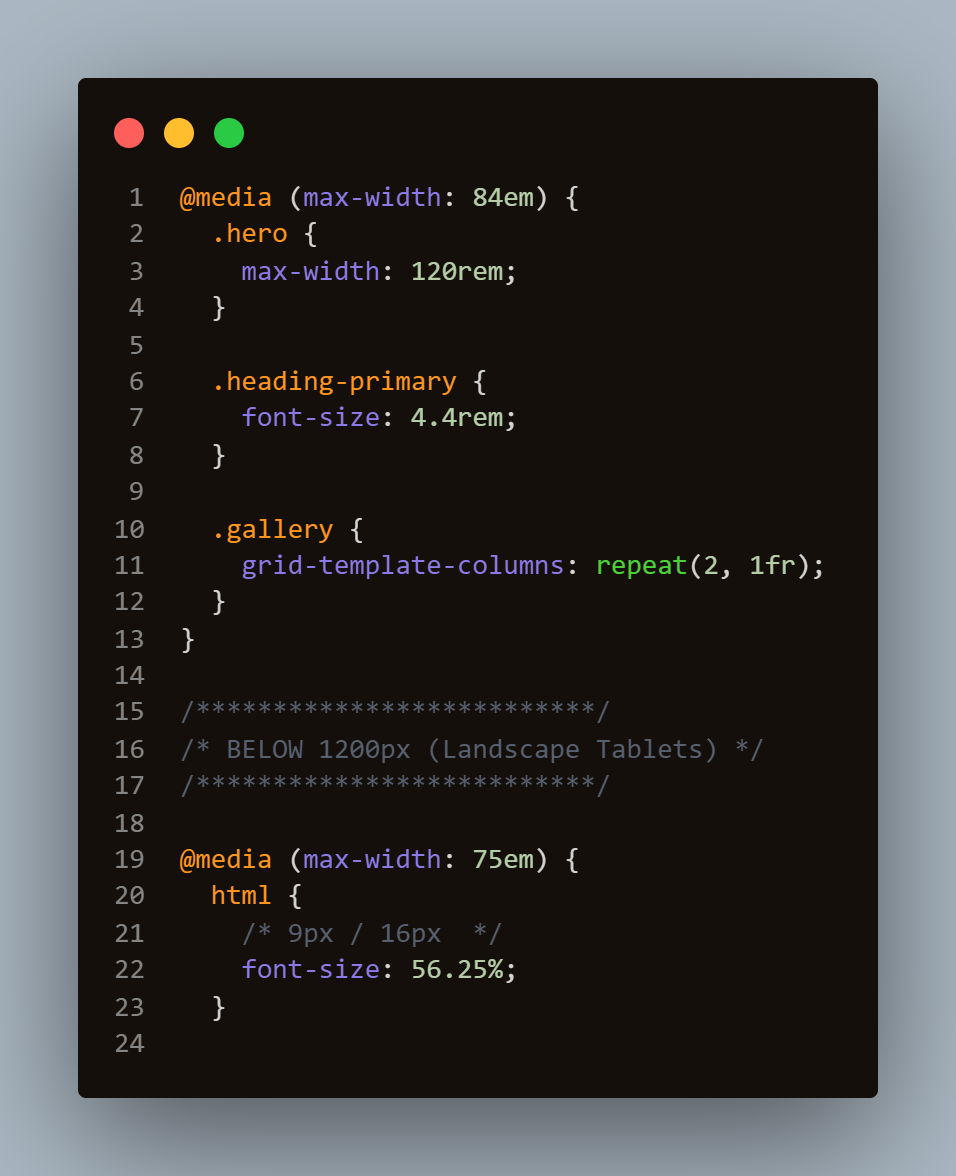 1 @media (max-width: 84em) {
2 .hero {
3 max-width: 120rem;
4 }
5
6 .heading-primary {
7 font-size: 4.4rem;
8 }
9
10 .gallery {
11 grid-template-columns: repeat(2, 1fr);
12 }
13 }
14
15 /**************************/
16 /* BELOW 1200px (Landscape Tablets) */
17 /**************************/
18
19 @media (max-width: 75em) {
20 html {
21 /* 9px / 16px  */
22 font-size: 56.25%;
23 }
24